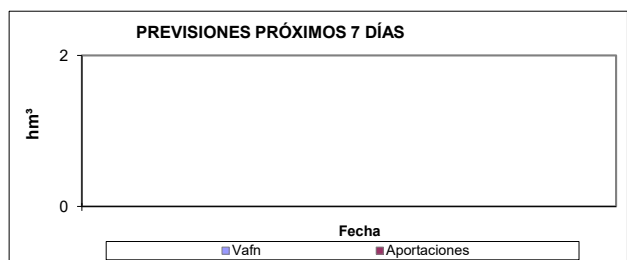 PREVISIONES PRÓXIMOS 7 DÍAS
2
hm³
0
Fecha
Vafn Aportaciones